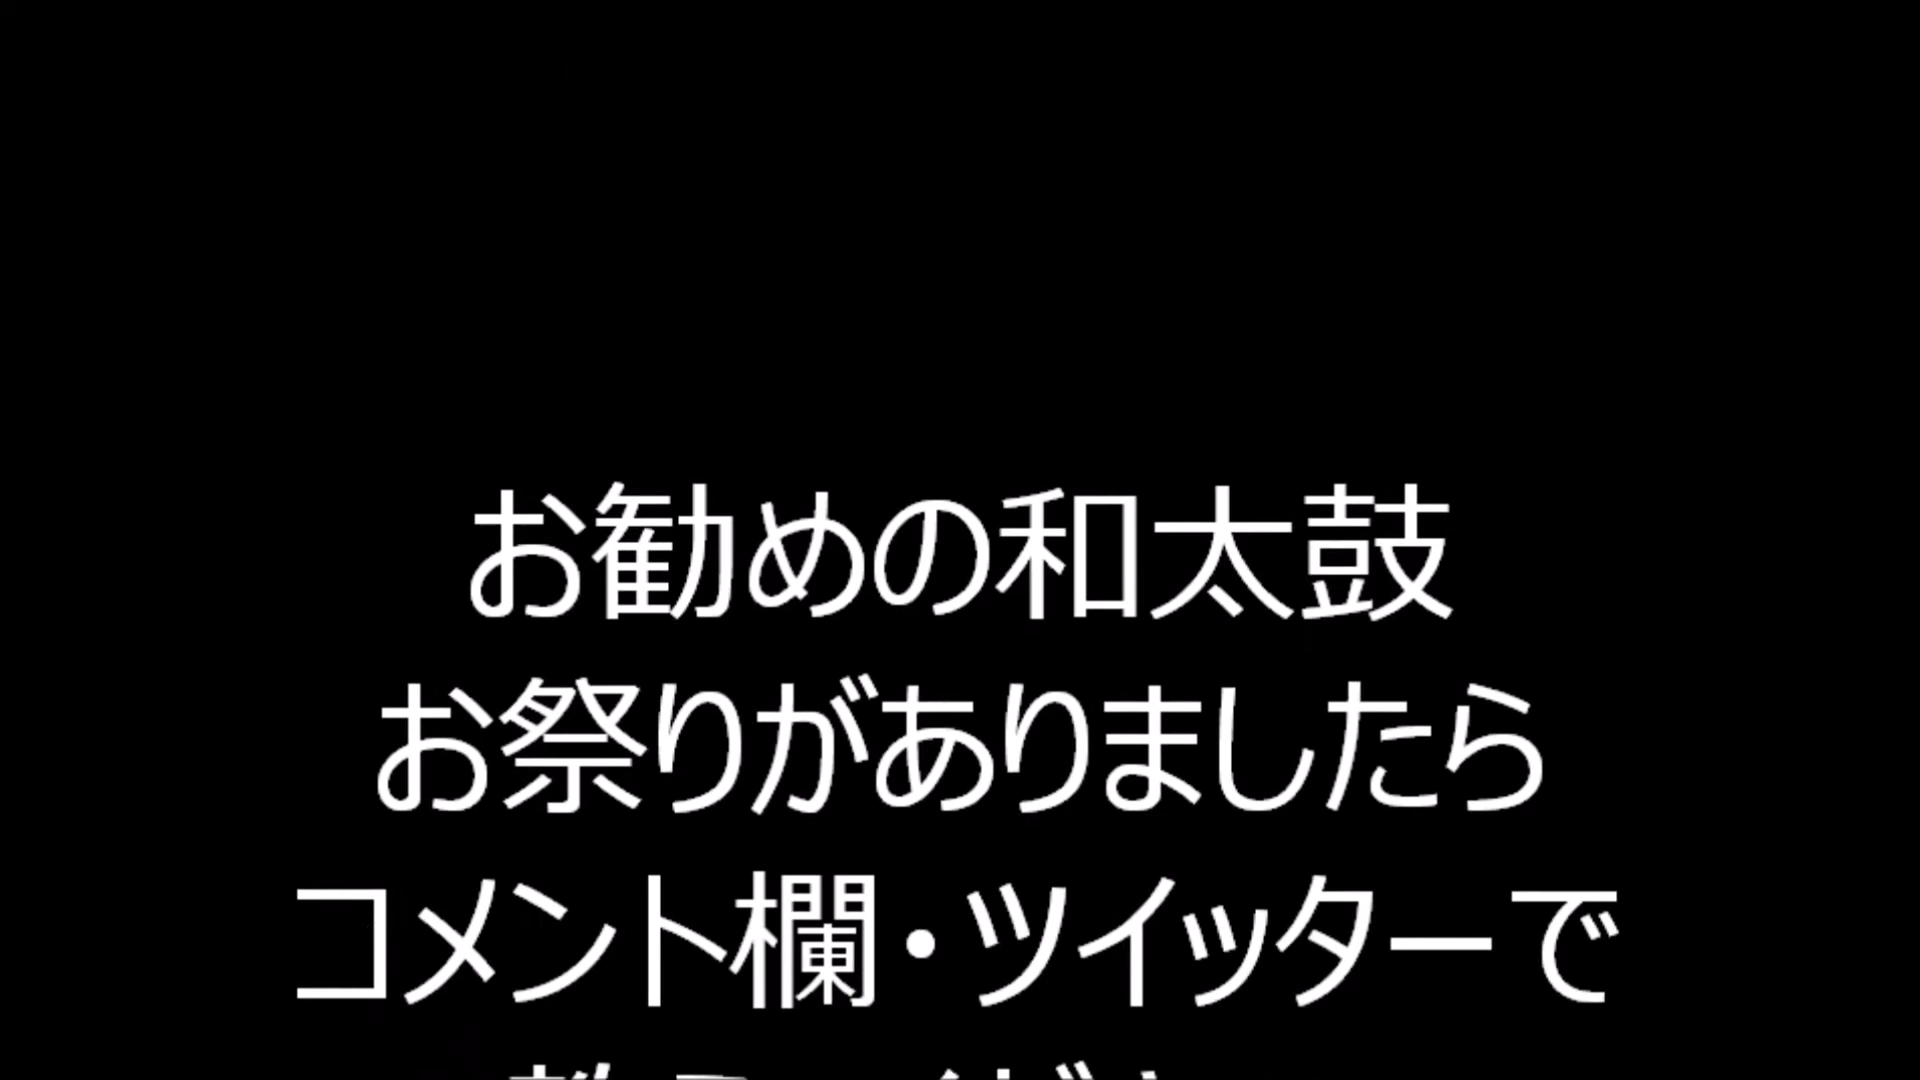 お勧めの和太鼓
お祭りがありましたら
コメント欄・ツイッターで